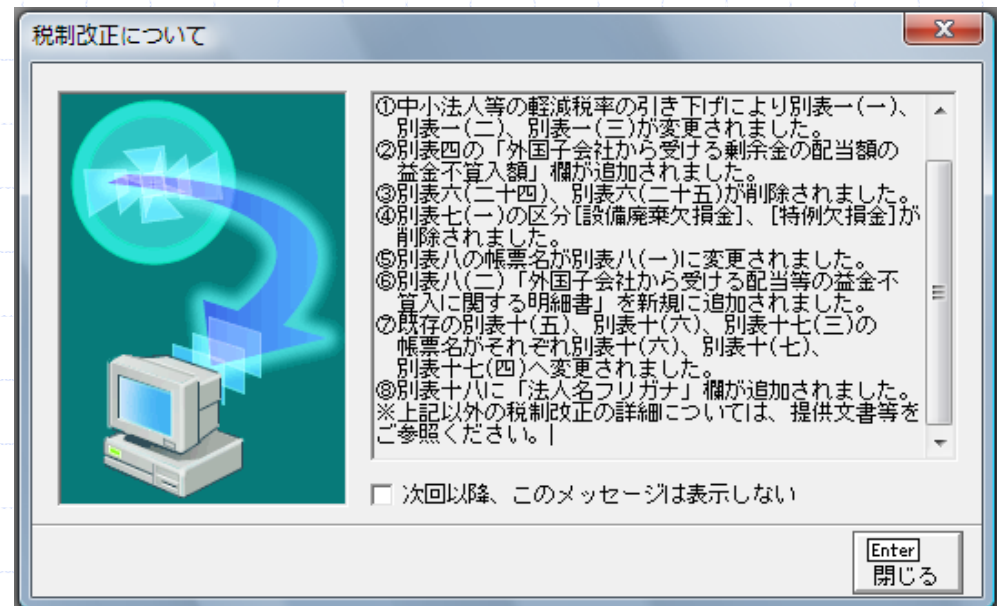 税制改正について
①中小法人等の軽減税率の引き下げにより別表一(一)、
別表一(二)、別表一(三)が変更されました。
②別表四の「外国子会社から受ける剰余金の配当額の
益金不算入額」欄が追加されました。
③別表六(二十四)、別表六(二十五)が削除されました。
④別表七(一)の区分[設備廃棄欠損金]、[特例欠損金]が
削除されました。
⑤別表八の帳票名が別表八(一)に変更されました。
⑥別表八(二)「外国子会社から受ける配当等の益金不
算入に関する明細書」を新規に追加されました。
⑦既存の別表十(五)、別表十(六)、別表十七(三)の
帳票名がそれぞれ別表十(六)、別表十(七)、
別表十七(四)へ変更されました。
⑧別表十八に「法人名フリガナ」欄が追加されました。
※上記以外の税制改正の詳細については、提供文書等を
ご参照ください。
次回以降、このメッセージは表示しない
Enter
閉じる